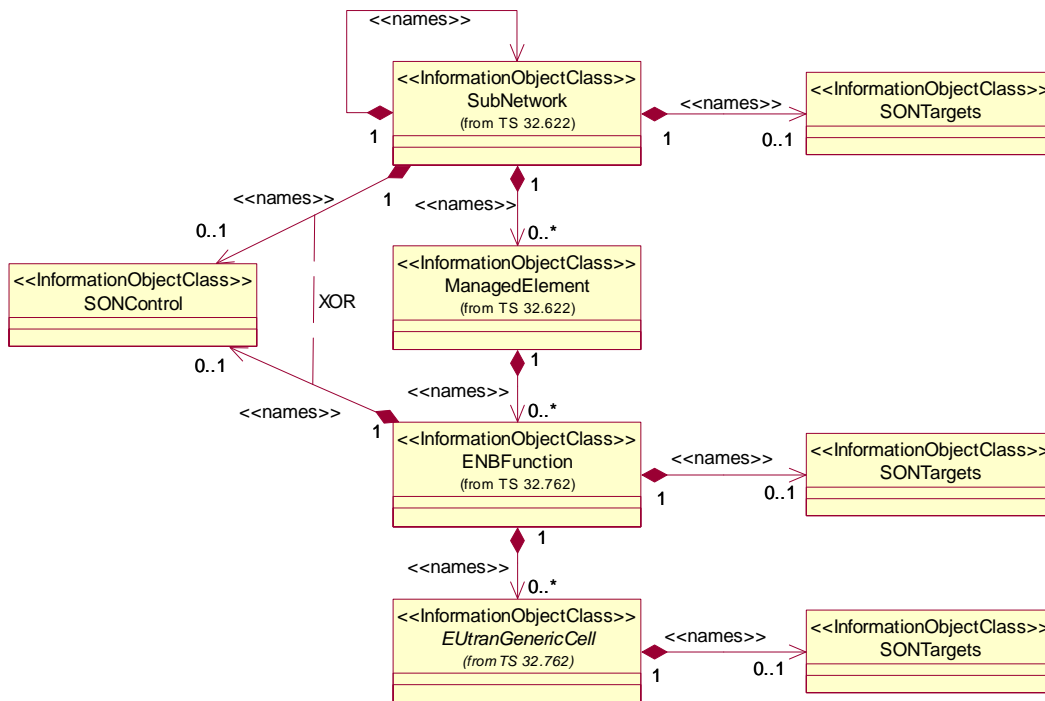 <<names>>
<<InformationObjectClass>>
SubNetwork
(from TS 32.622)
1
1
<<names>>
0..1
<<InformationObjectClass>>
SONTargets
1
<<names>>
0..1
1
<<names>>
0..*
<<InformationObjectClass>>
SONControl
XOR
<<InformationObjectClass>>
ManagedElement
(from TS 32.622)
0..1
<<names>>
1
1
<<names>>
0..*
<<InformationObjectClass>>
ENBFunction
(from TS 32.762)
1
<<names>>
0..1
<<InformationObjectClass>>
SONTargets
1
<<names>>
0..*
<<InformationObjectClass>>
EUtranGenericCell
(from TS 32.762)
1
<<names>>
0..1
<<InformationObjectClass>>
SONTargets